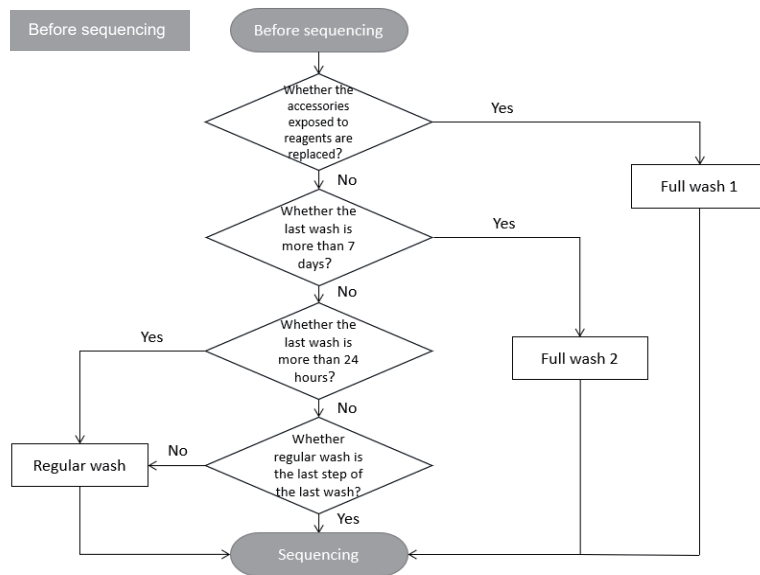 Before sequencing
Before sequencing
Whether the
accessories
exposed to
reagents are
replaced?
Yes
Full wash 1
No
Whether the
last wash is
more than 7
days?
Yes
Full wash 2
No
Whether the
last wash is
more than 24
hours?
Yes
No
Whether
regular wash is
the last step of
the last wash?
No
Regular wash
Yes
Sequencing